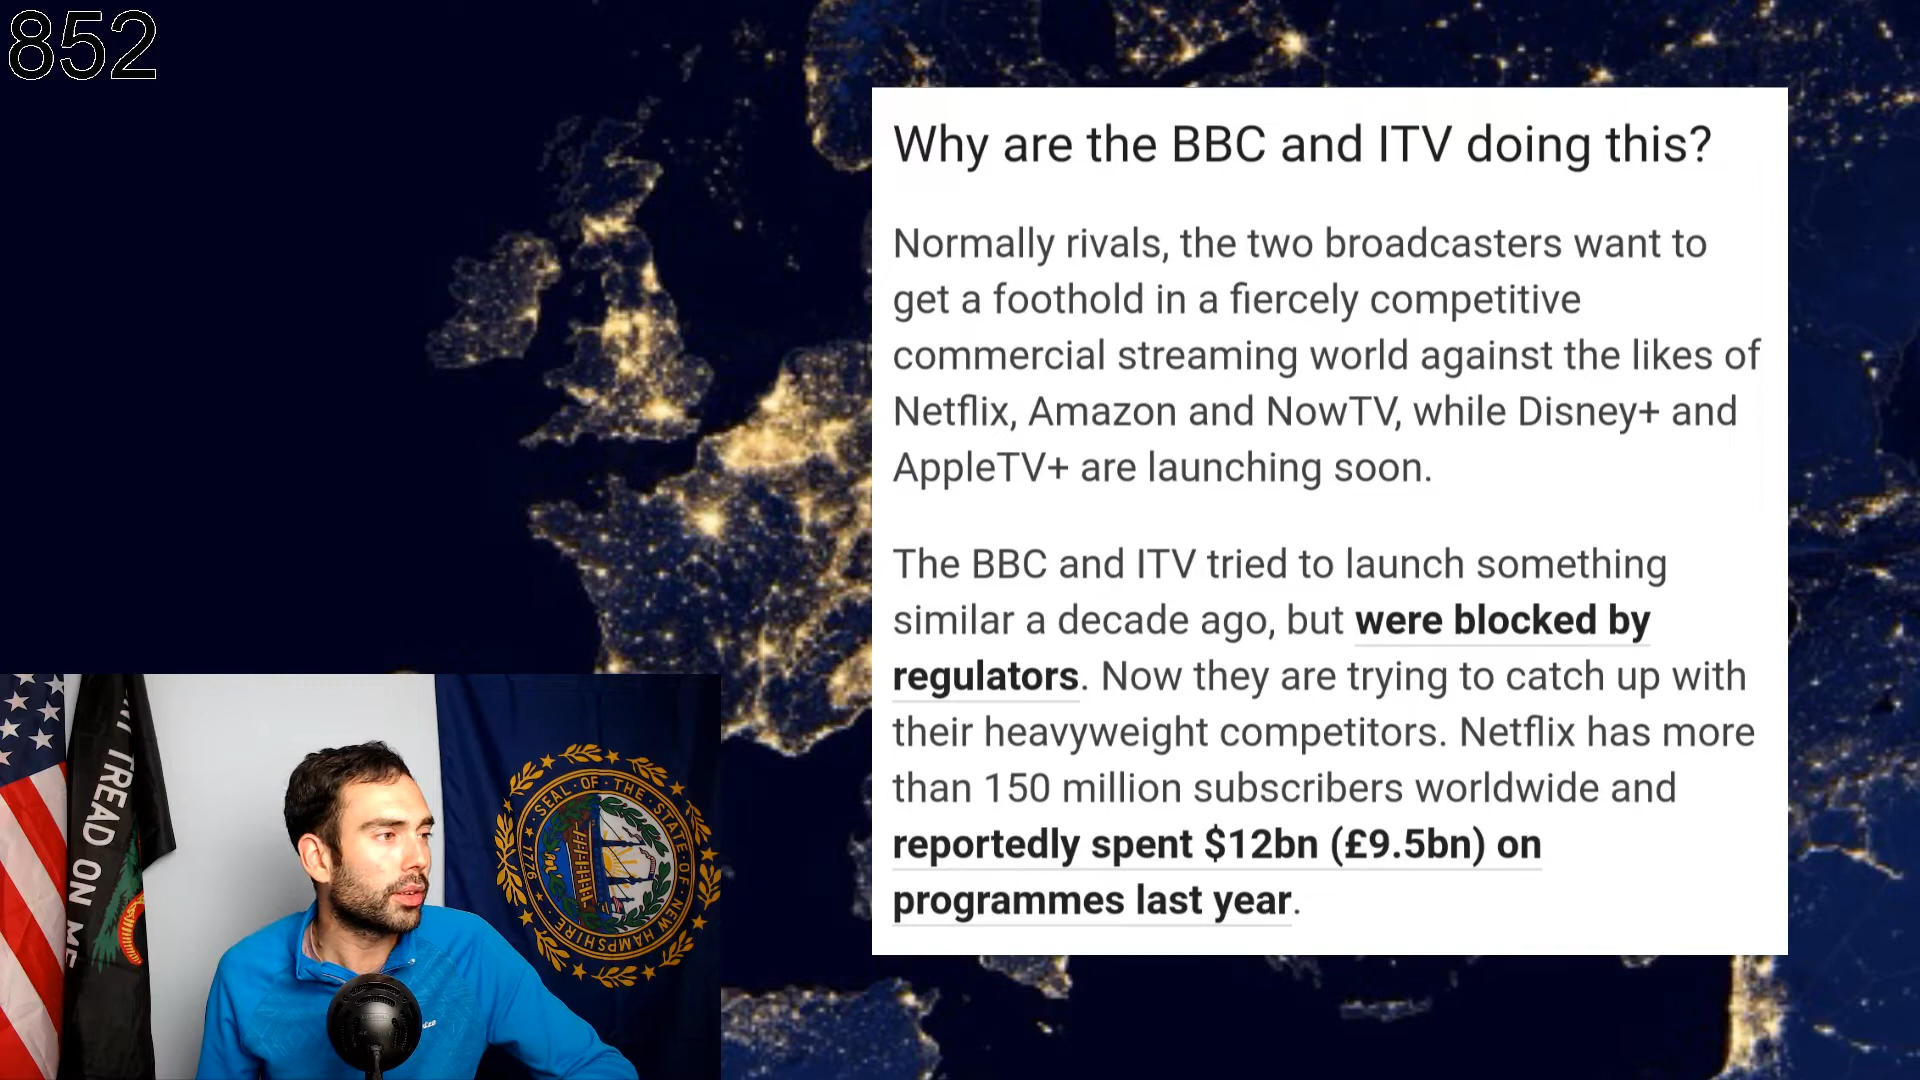 852
Why are the BBC and ITV doing this?
Normally rivals, the two broadcasters want to
get a foothold in a fiercely competitive
commercial streaming world against the likes of
Netflix, Amazon and NowTV, while Disney+ and
AppleTV+ are launching soon.
The BBC and ITV tried to launch something
similar a decade ago, but were blocked by
regulators. Now they are trying to catch up with
their heavyweight competitors. Netflix has more
than 150 million subscribers worldwide and
reportedly spent $12bn (£9.5bn) on
programmes last year.
TREAD ON ME
SEAL · OF · THE · STATE · OF · NEW HAMPSHIRE
1776